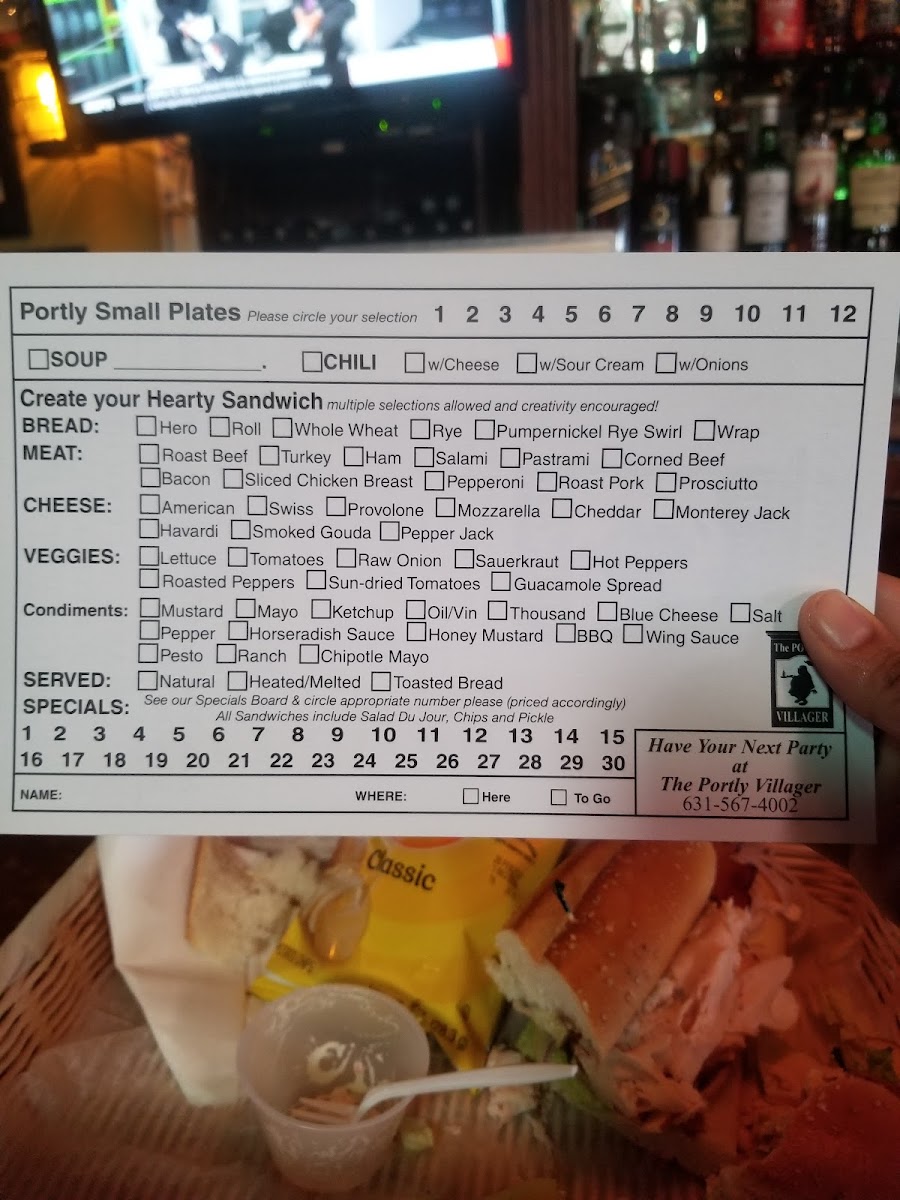 Portly Small Plates Please circle your selection 1 2 3 4 5 6 7 8 9 10 11 12
SOUP _______________. CHILI w/Cheese w/Sour Cream w/Onions
Create your Hearty Sandwich multiple selections allowed and creativity encouraged!
BREAD: Hero Roll Whole Wheat Rye Pumpernickel Rye Swirl Wrap
MEAT: Roast Beef Turkey Ham Salami Pastrami Corned Beef
Bacon Sliced Chicken Breast Pepperoni Roast Pork Prosciutto
CHEESE: American Swiss Provolone Mozzarella Cheddar Monterey Jack
Havardi Smoked Gouda Pepper Jack
VEGGIES: Lettuce Tomatoes Raw Onion Sauerkraut Hot Peppers
Roasted Peppers Sun-dried Tomatoes Guacamole Spread
Condiments: Mustard Mayo Ketchup Oil/Vin Thousand Blue Cheese Salt
Pepper Horseradish Sauce Honey Mustard BBQ Wing Sauce
Pesto Ranch Chipotle Mayo
SERVED: Natural Heated/Melted Toasted Bread
SPECIALS: See our Specials Board & circle appropriate number please (priced accordingly)
All Sandwiches include Salad Du Jour, Chips and Pickle
1 2 3 4 5 6 7 8 9 10 11 12 13 14 15
16 17 18 19 20 21 22 23 24 25 26 27 28 29 30
NAME: WHERE: Here To Go
The
VILLAGER
Have Your Next Party
at
The Portly Villager
631-567-4002
Classic